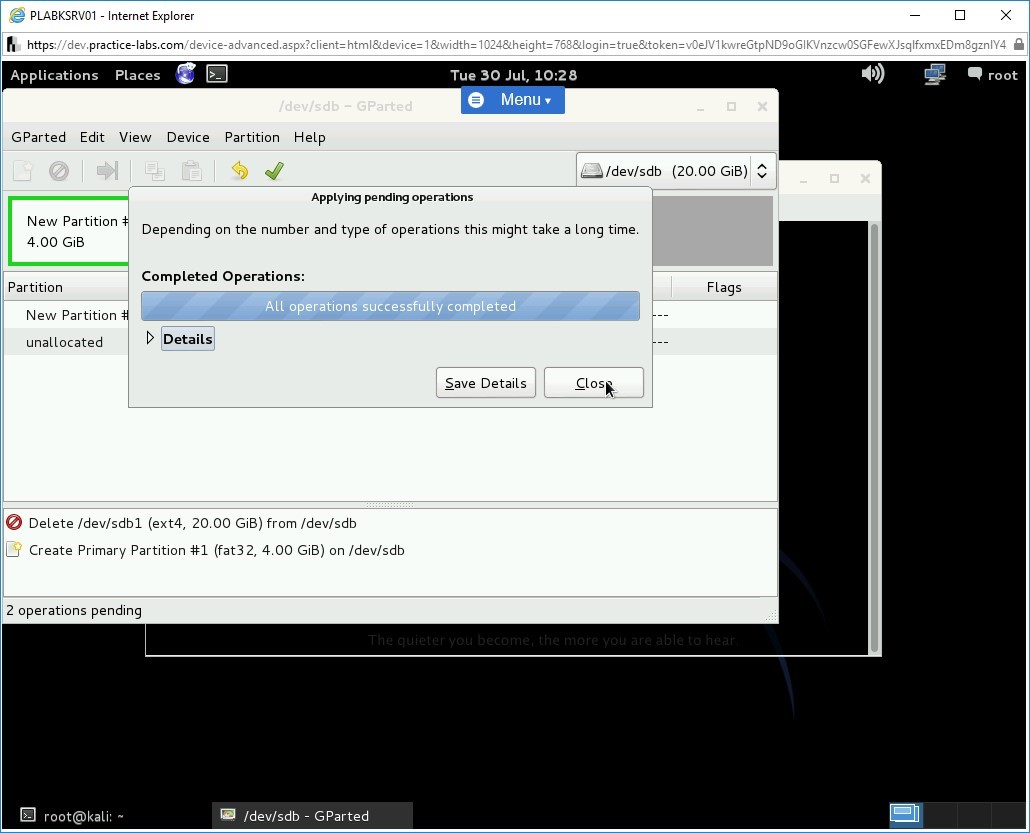 PLABKSRV01 - Internet Explorer
https://dev.practice-labs.com/device-advanced.aspx?client=html&device=1&width=1024&height=768&login=true&token=v0eJV1kwreGtpND9oGlKVnzcw0SGFewXJsqIfxmxEDm8gznIY4
Applications Places Tue 30 Jul, 10:28 root
/dev/sdb - GParted
Menu
GParted Edit View Device Partition Help
/dev/sdb (20.00 GiB)
New Partition #
4.00 GiB
Applying pending operations
Depending on the number and type of operations this might take a long time.
Completed Operations:
All operations successfully completed
Details
Save Details Close
Partition Flags
New Partition # ---
unallocated ---
Delete /dev/sdb1 (ext4, 20.00 GiB) from /dev/sdb
Create Primary Partition #1 (fat32, 4.00 GiB) on /dev/sdb
2 operations pending
The quieter you become, the more you are able to hear.
root@kali: ~ /dev/sdb - GParted